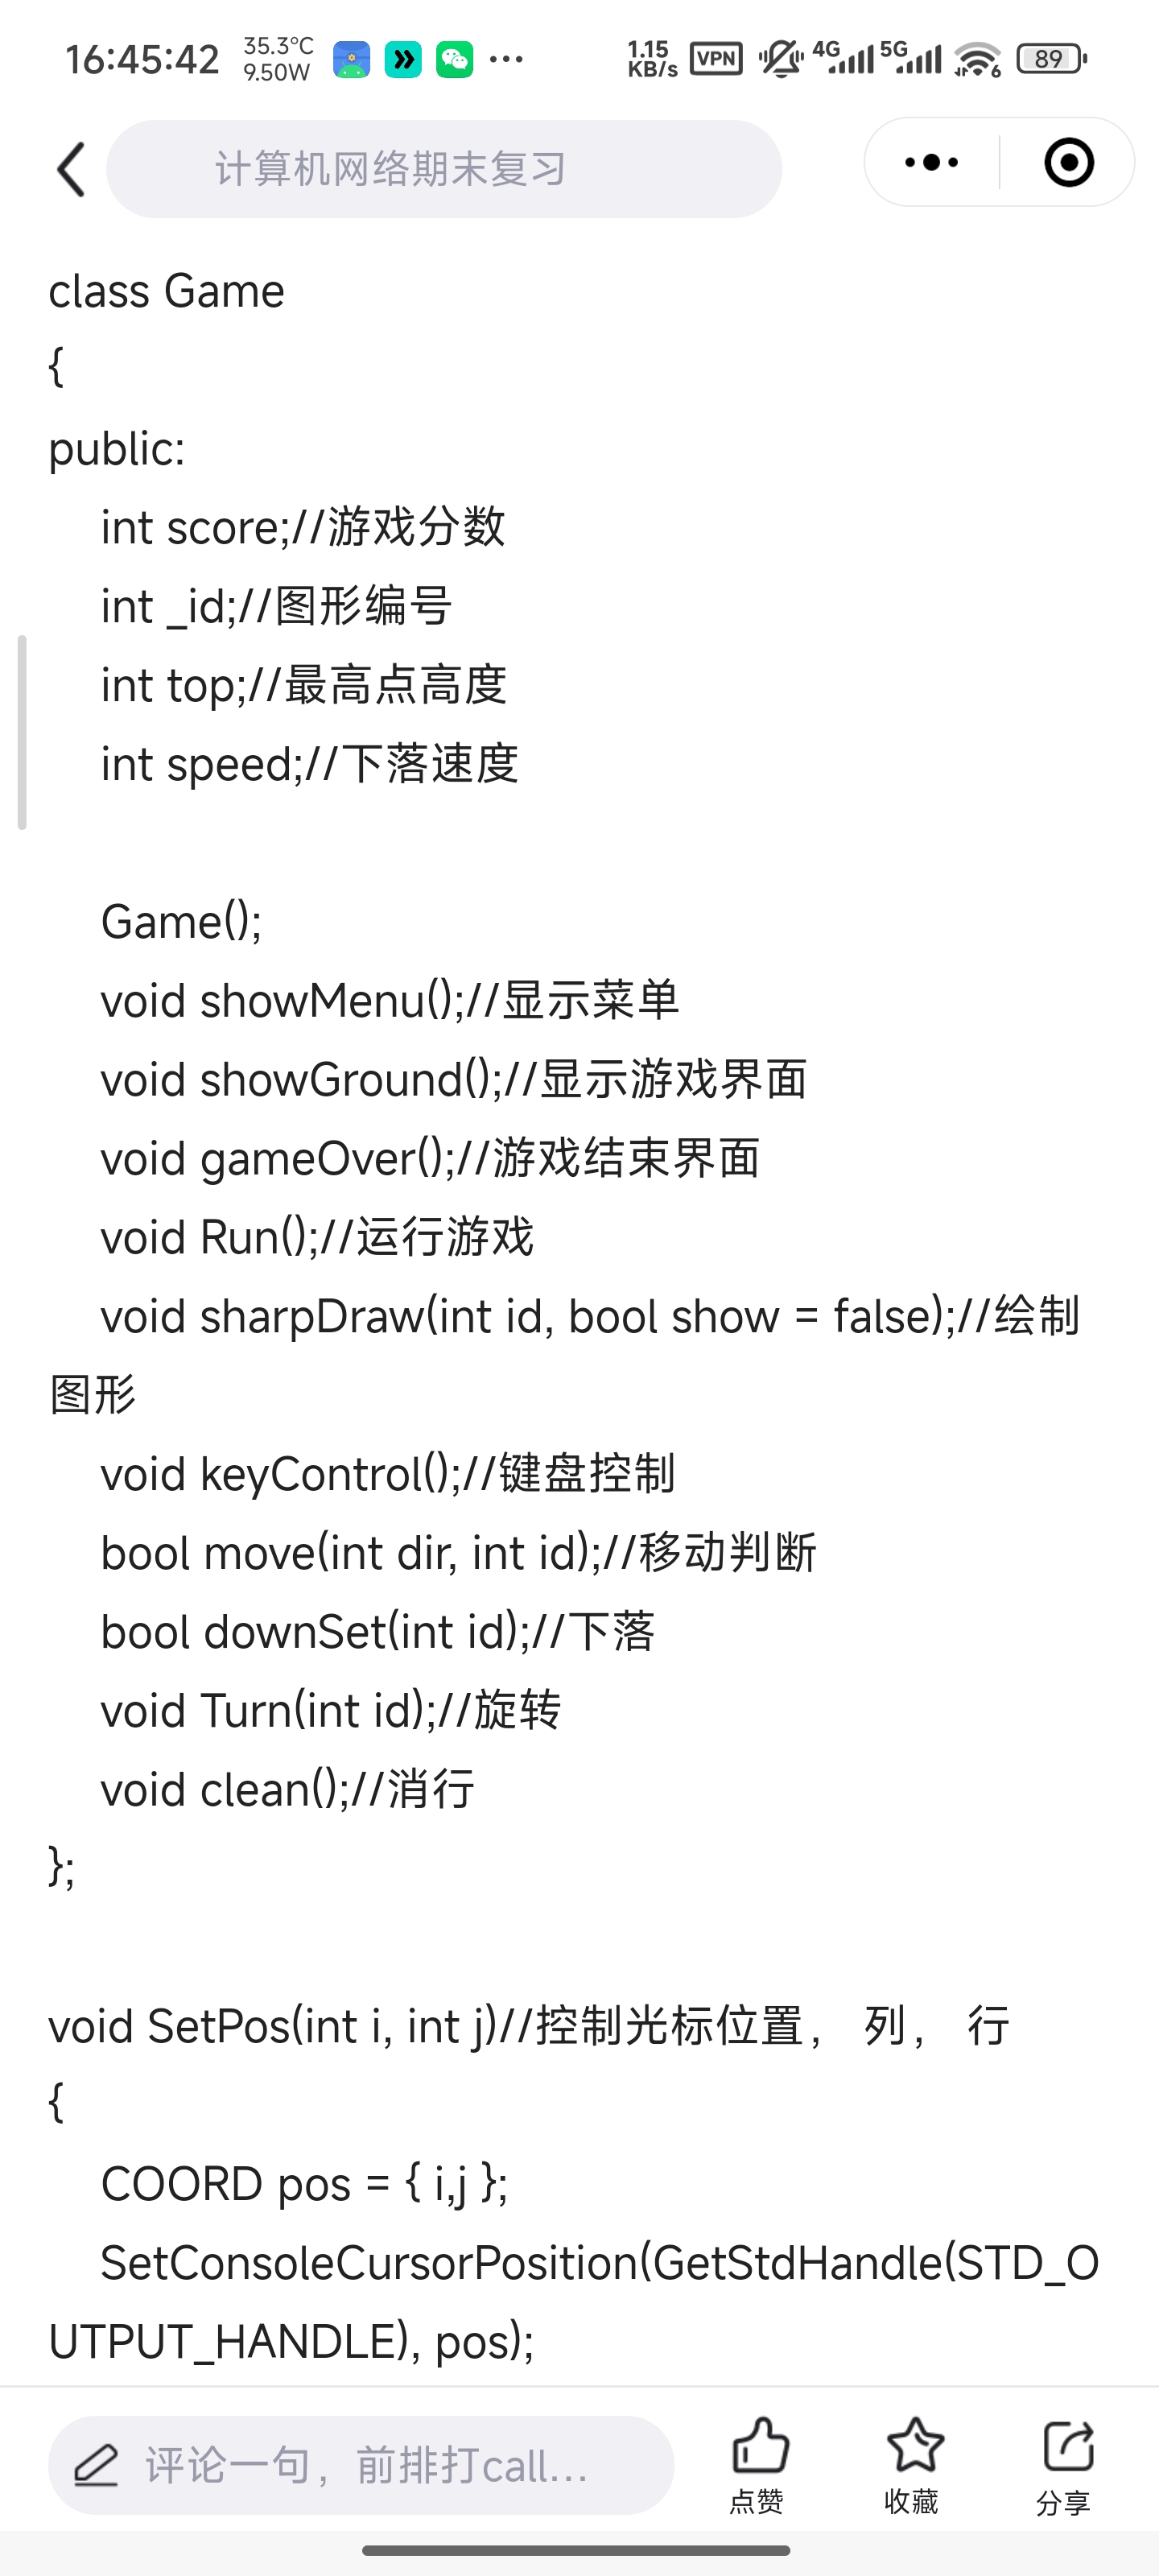 16:45:42 35.3°C 9.50W 1.15 KB/s VPN 4G 5G 6 89
计算机网络期末复习
class Game
{
public:
int score;//游戏分数
int _id;//图形编号
int top;//最高点高度
int speed;//下落速度
Game();
void showMenu();//显示菜单
void showGround();//显示游戏界面
void gameOver();//游戏结束界面
void Run();//运行游戏
void sharpDraw(int id, bool show = false);//绘制
图形
void keyControl();//键盘控制
bool move(int dir, int id);//移动判断
bool downSet(int id);//下落
void Turn(int id);//旋转
void clean();//消行
};
void SetPos(int i, int j)//控制光标位置， 列， 行
{
COORD pos = { i,j };
SetConsoleCursorPosition(GetStdHandle(STD_O
UTPUT_HANDLE), pos);
评论一句，前排打call...
点赞 收藏 分享